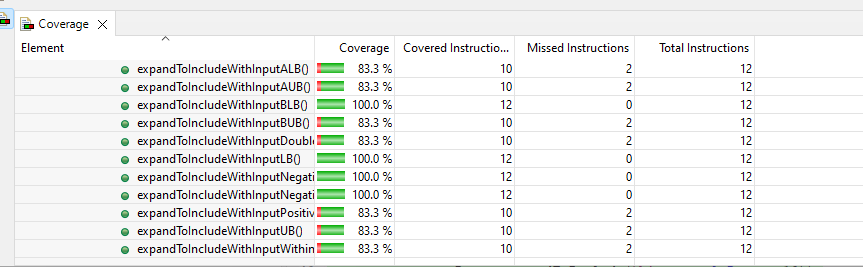 Coverage
Element Coverage Covered Instructio... Missed Instructions Total Instructions
expandToIncludeWithInputALB() 83.3 % 10 2 12
expandToIncludeWithInputAUB() 83.3 % 10 2 12
expandToIncludeWithInputBLB() 100.0 % 12 0 12
expandToIncludeWithInputBUB() 83.3 % 10 2 12
expandToIncludeWithInputDouble 83.3 % 10 2 12
expandToIncludeWithInputLB() 100.0 % 12 0 12
expandToIncludeWithInputNegati 100.0 % 12 0 12
expandToIncludeWithInputNegati 100.0 % 12 0 12
expandToIncludeWithInputPositiv 83.3 % 10 2 12
expandToIncludeWithInputUB() 83.3 % 10 2 12
expandToIncludeWithInputWithin 83.3 % 10 2 12